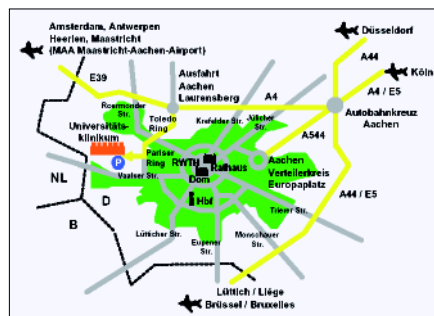 Amsterdam, Antwerpen
Heerlen, Maastricht
(MAA Maastricht-Aachen-Airport)
Düsseldorf
A44
Köln
E39
Ausfahrt
Aachen
Laurensberg
A4
A4 / E5
Roermonder
Str.
Toledo
Ring
Krefelder Str.
Jülicher
Str.
Autobahnkreuz
Aachen
Universitäts-
klinikum
A544
P
Pariser
Ring
RWTH
Rathaus
Aachen
Verteilerkreis
Europaplatz
Vaalser Str.
Dom
NL
D
Hbf
A44 / E5
B
Trierer Str.
Lütticher Str.
Eupener
Str.
Monschauer
Str.
Lüttich / Liège
Brüssel / Bruxelles